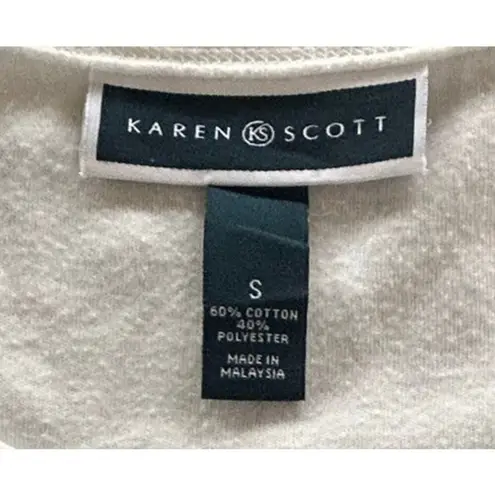 KAREN KS SCOTT
S
60% COTTON
40%
POLYESTER
MADE IN
MALAYSIA